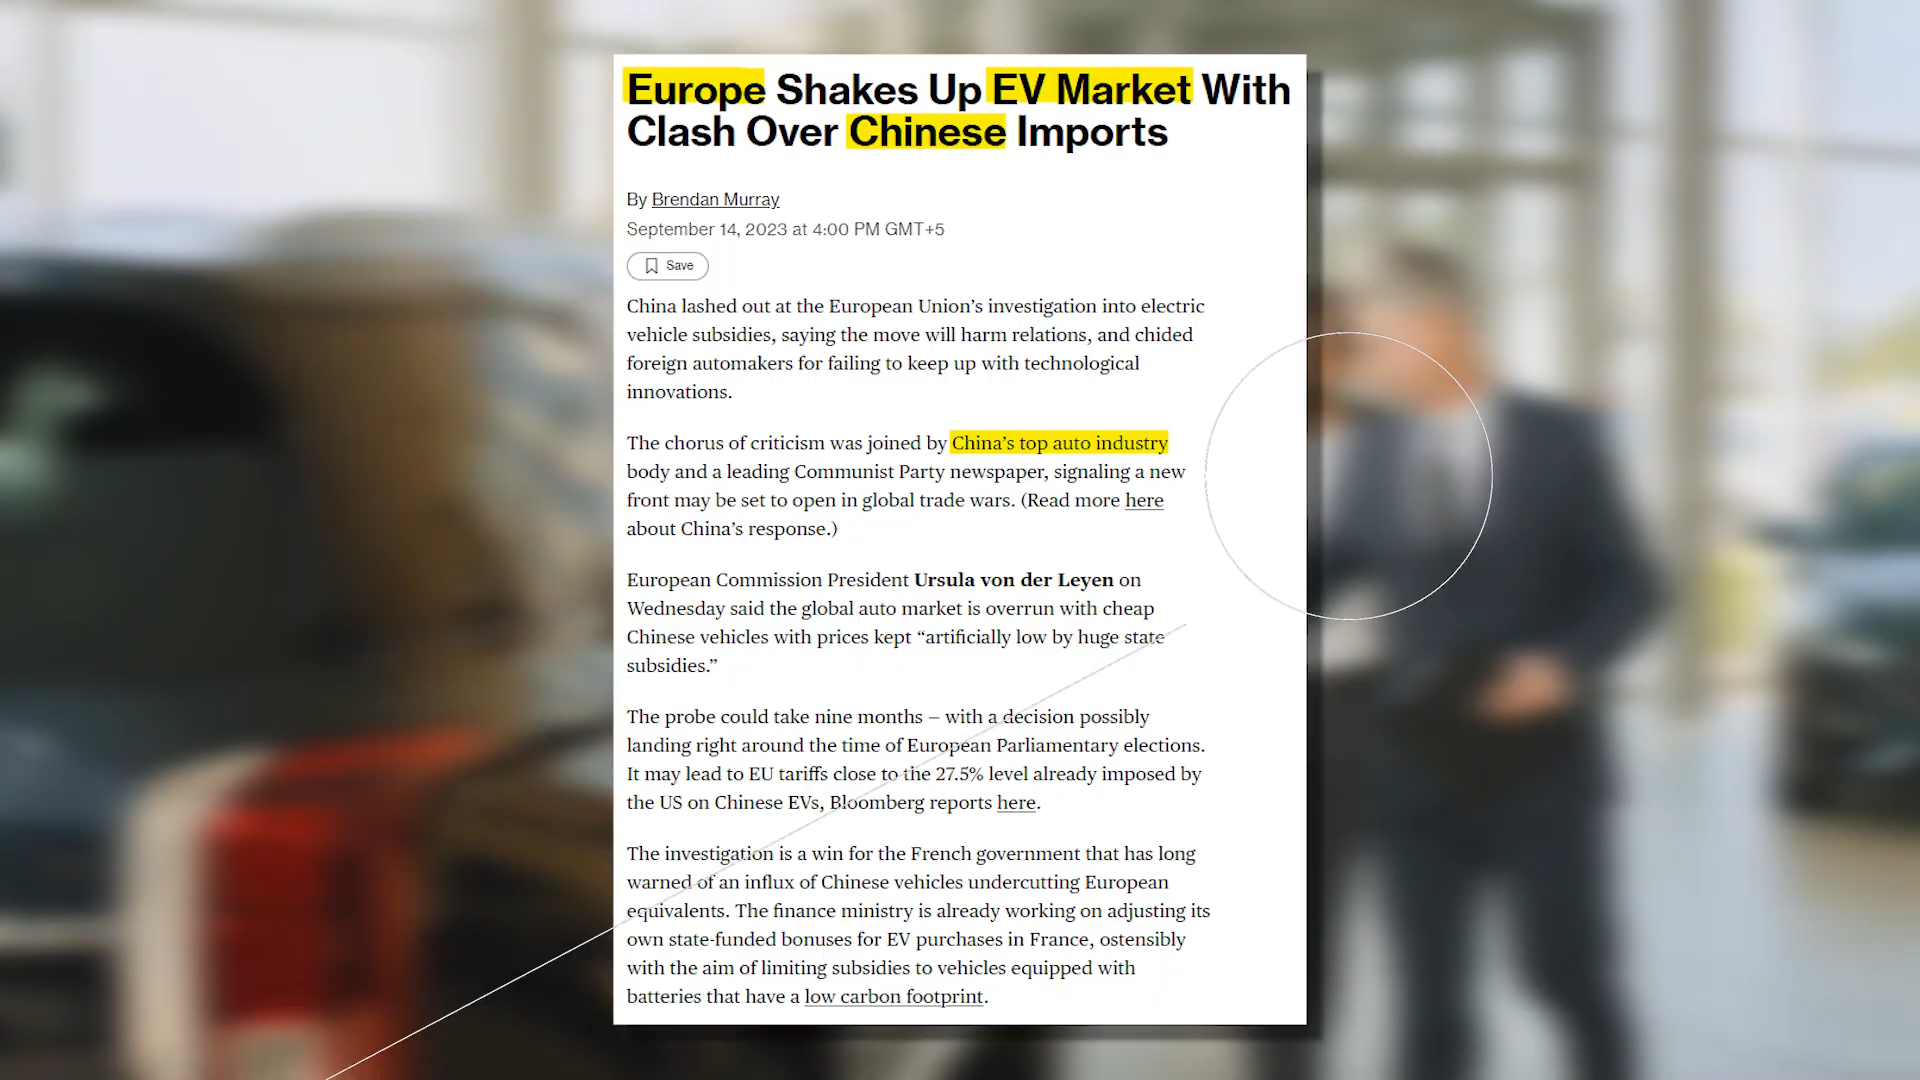 Europe Shakes Up EV Market With
Clash Over Chinese Imports
By Brendan Murray
September 14, 2023 at 4:00 PM GMT+5
Save
China lashed out at the European Union’s investigation into electric
vehicle subsidies, saying the move will harm relations, and chided
foreign automakers for failing to keep up with technological
innovations.
The chorus of criticism was joined by China’s top auto industry
body and a leading Communist Party newspaper, signaling a new
front may be set to open in global trade wars. (Read more here
about China’s response.)
European Commission President Ursula von der Leyen on
Wednesday said the global auto market is overrun with cheap
Chinese vehicles with prices kept “artificially low by huge state
subsidies.”
The probe could take nine months — with a decision possibly
landing right around the time of European Parliamentary elections.
It may lead to EU tariffs close to the 27.5% level already imposed by
the US on Chinese EVs, Bloomberg reports here.
The investigation is a win for the French government that has long
warned of an influx of Chinese vehicles undercutting European
equivalents. The finance ministry is already working on adjusting its
own state-funded bonuses for EV purchases in France, ostensibly
with the aim of limiting subsidies to vehicles equipped with
batteries that have a low carbon footprint.